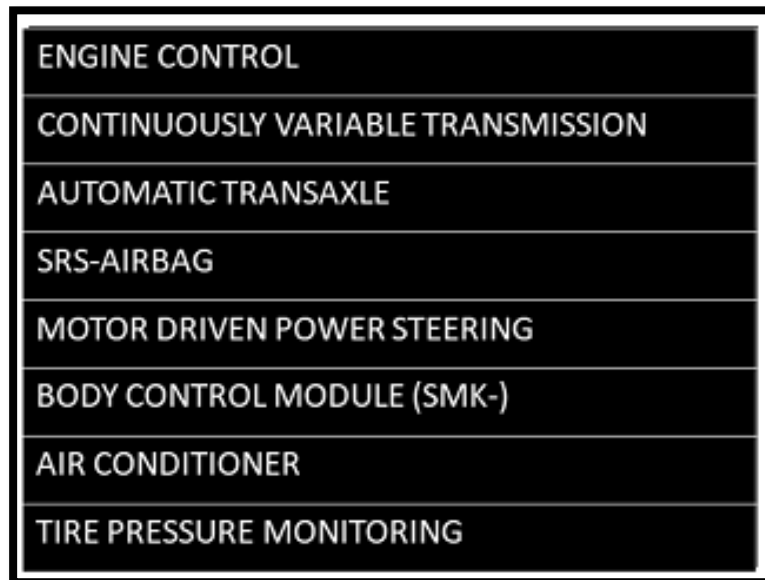 ENGINE CONTROL
CONTINUOUSLY VARIABLE TRANSMISSION
AUTOMATIC TRANSAXLE
SRS-AIRBAG
MOTOR DRIVEN POWER STEERING
BODY CONTROL MODULE (SMK-)
AIR CONDITIONER
TIRE PRESSURE MONITORING